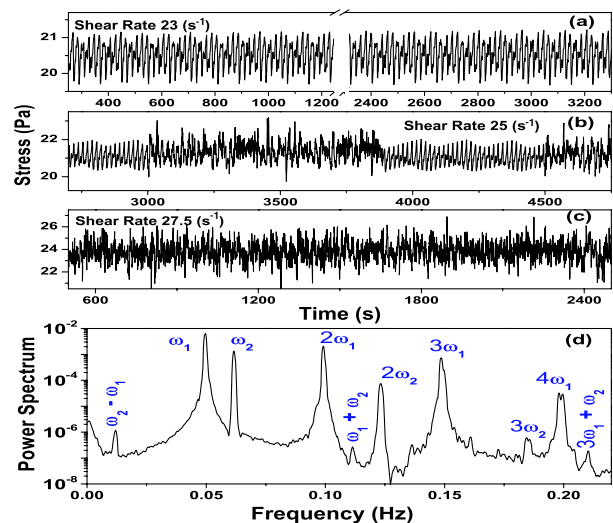 Shear Rate 23 (s⁻¹) (a)
21
20
400 600 800 1000 1200 2400 2600 2800 3000 3200
Stress (Pa)
Shear Rate 25 (s⁻¹) (b)
24
22
20
3000 3500 4000 4500
Shear Rate 27.5 (s⁻¹) (c)
26
24
22
600 1200 1800 2400
Time (s)
(d)
10⁻²
10⁻⁴
10⁻⁶
10⁻⁸
Power Spectrum
ω₂ - ω₁
ω₁
ω₂
2ω₁
ω₁ + ω₂
2ω₂
3ω₁
3ω₂
4ω₁
3ω₁ + ω₂
0.00 0.05 0.10 0.15 0.20
Frequency (Hz)